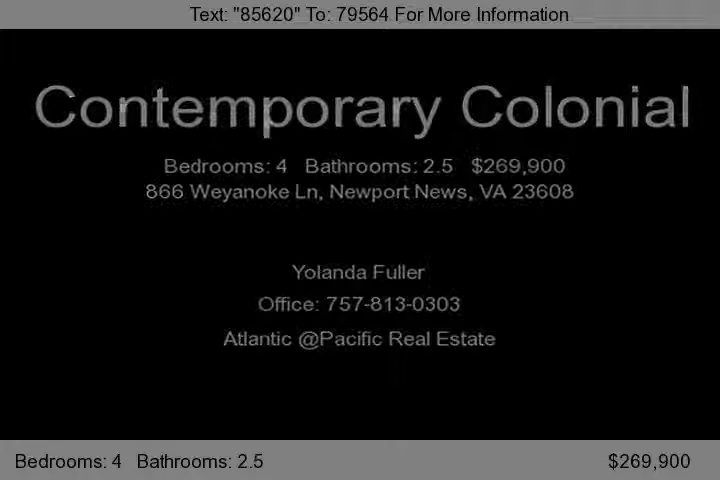 Text: "85620" To: 79564 For More Information
Contemporary Colonial
Bedrooms: 4 Bathrooms: 2.5 $269,900
866 Weyanoke Ln, Newport News, VA 23608
Yolanda Fuller
Office: 757-813-0303
Atlantic @Pacific Real Estate
Bedrooms: 4 Bathrooms: 2.5 $269,900